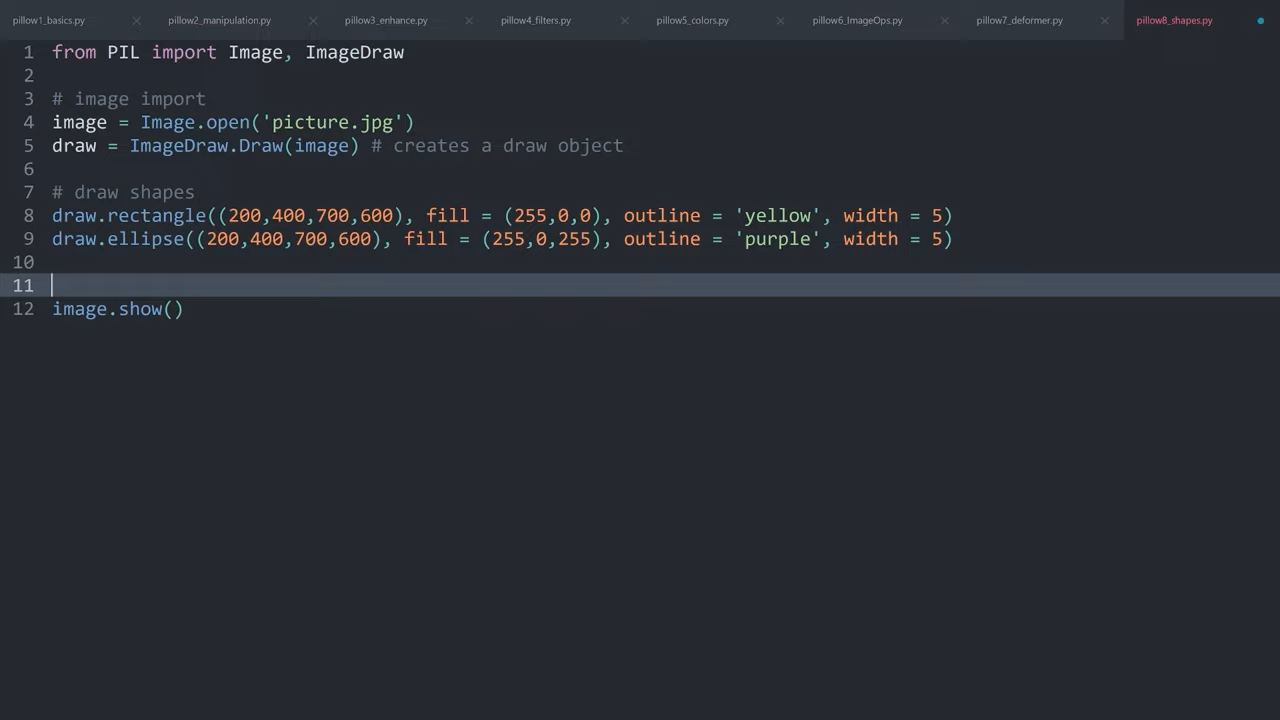 pillow1_basics.py pillow2_manipulation.py pillow3_enhance.py pillow4_filters.py pillow5_colors.py pillow6_ImageOps.py pillow7_deformer.py pillow8_shapes.py
1 from PIL import Image, ImageDraw
2
3 # image import
4 image = Image.open('picture.jpg')
5 draw = ImageDraw.Draw(image) # creates a draw object
6
7 # draw shapes
8 draw.rectangle((200,400,700,600), fill = (255,0,0), outline = 'yellow', width = 5)
9 draw.ellipse((200,400,700,600), fill = (255,0,255), outline = 'purple', width = 5)
10
11
12 image.show()